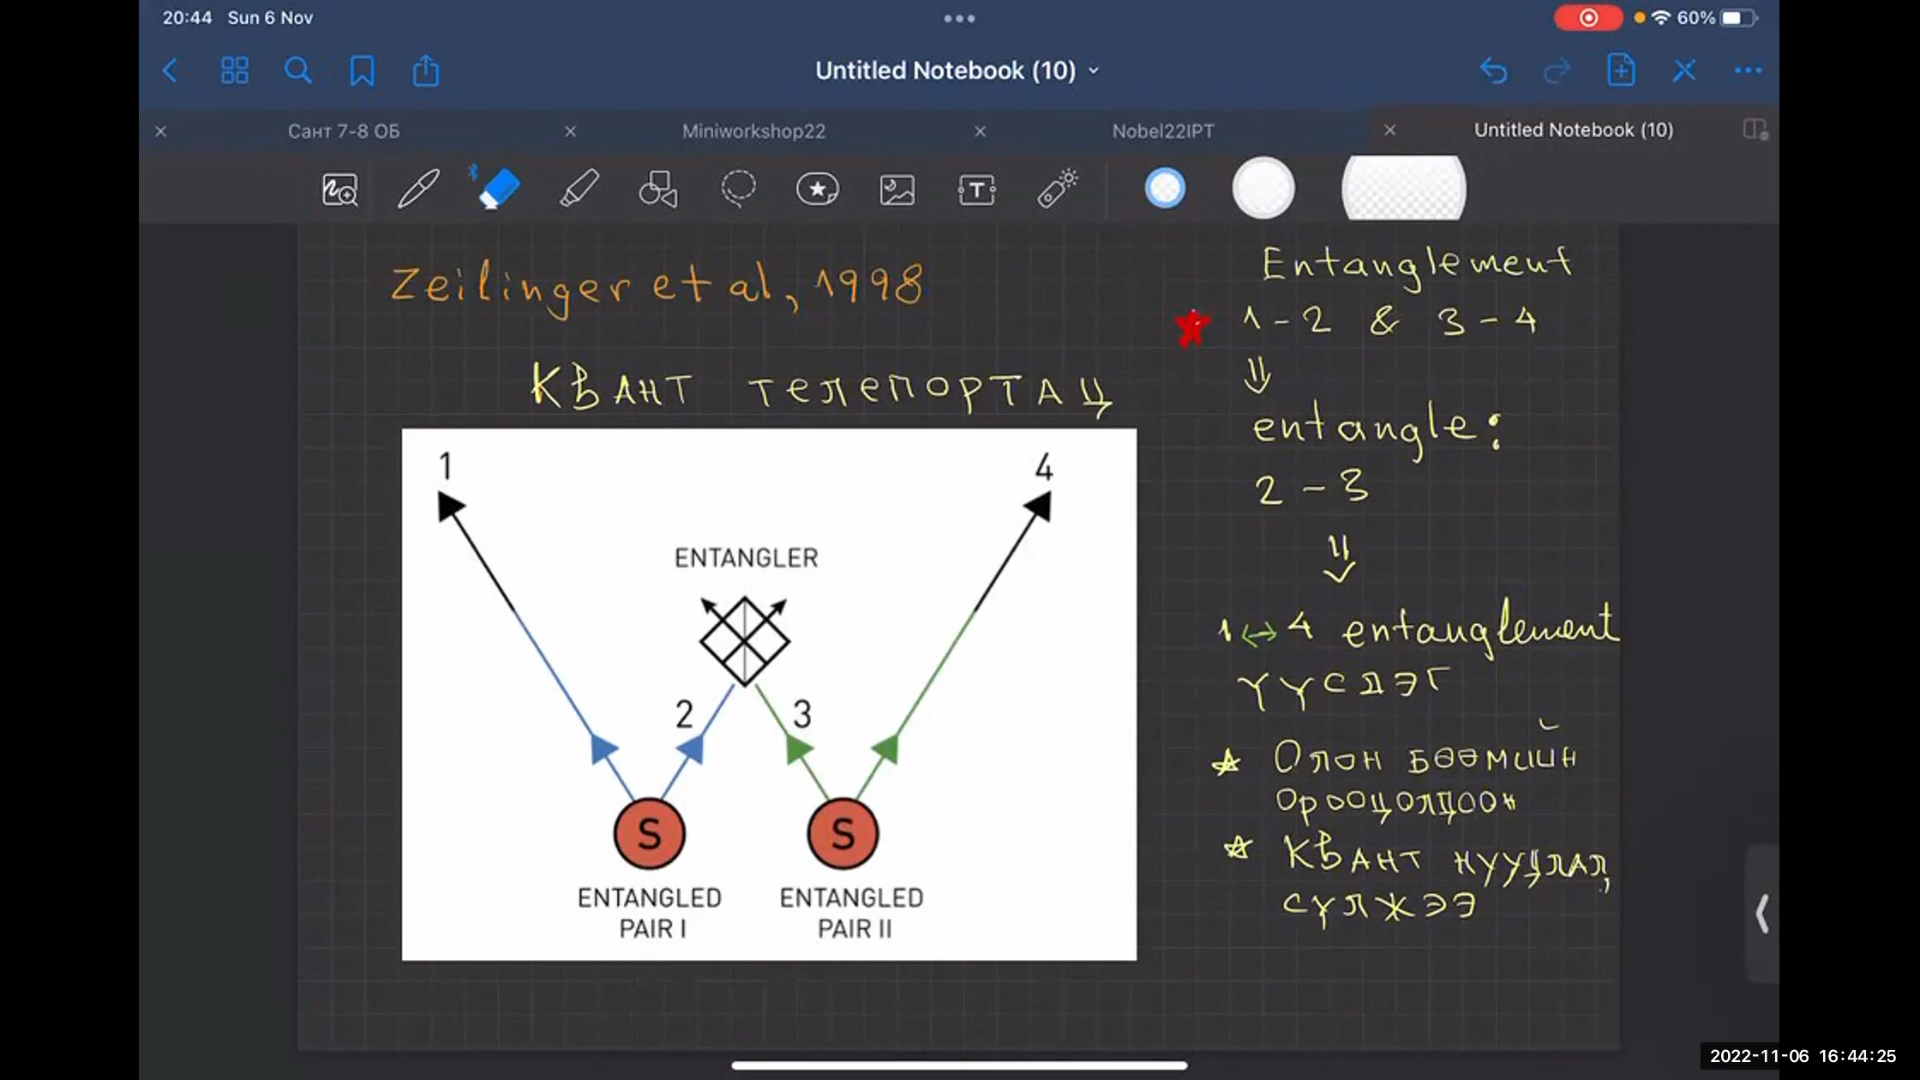 20:44 Sun 6 Nov
60%
Untitled Notebook (10)
Сант 7-8 ОБ
Miniworkshop22
Nobel22IPT
Untitled Notebook (10)
Zeilinger et al, 1998
Квант телепортац
1
4
ENTANGLER
2
3
S
S
ENTANGLED
PAIR I
ENTANGLED
PAIR II
Entanglement
1-2 & 3-4
⇓
entangle:
2-3
⇓
1↔4 entanglement
үүсдэг
Олон бөөмийн
орооцолдоон
Квант нууцлал,
сүлжээ
2022-11-06 16:44:25